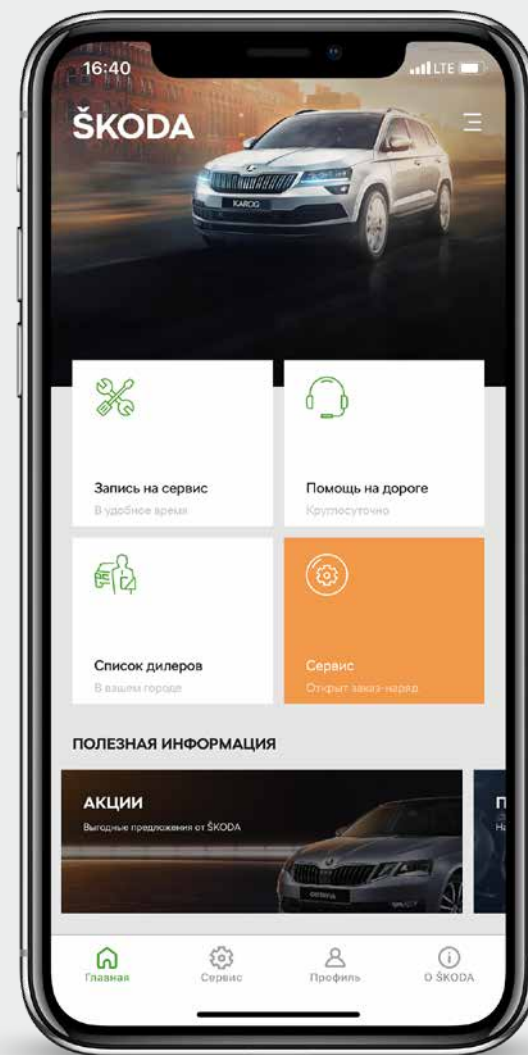 16:40
LTE
ŠKODA
KAROQ
Запись на сервис
В удобное время
Помощь на дороге
Круглосуточно
Список дилеров
В вашем городе
Сервис
Открыт заказ-наряд
ПОЛЕЗНАЯ ИНФОРМАЦИЯ
АКЦИИ
Выгодные предложения от ŠKODA
OCTAVIA
Главная
Сервис
Профиль
О ŠKODA